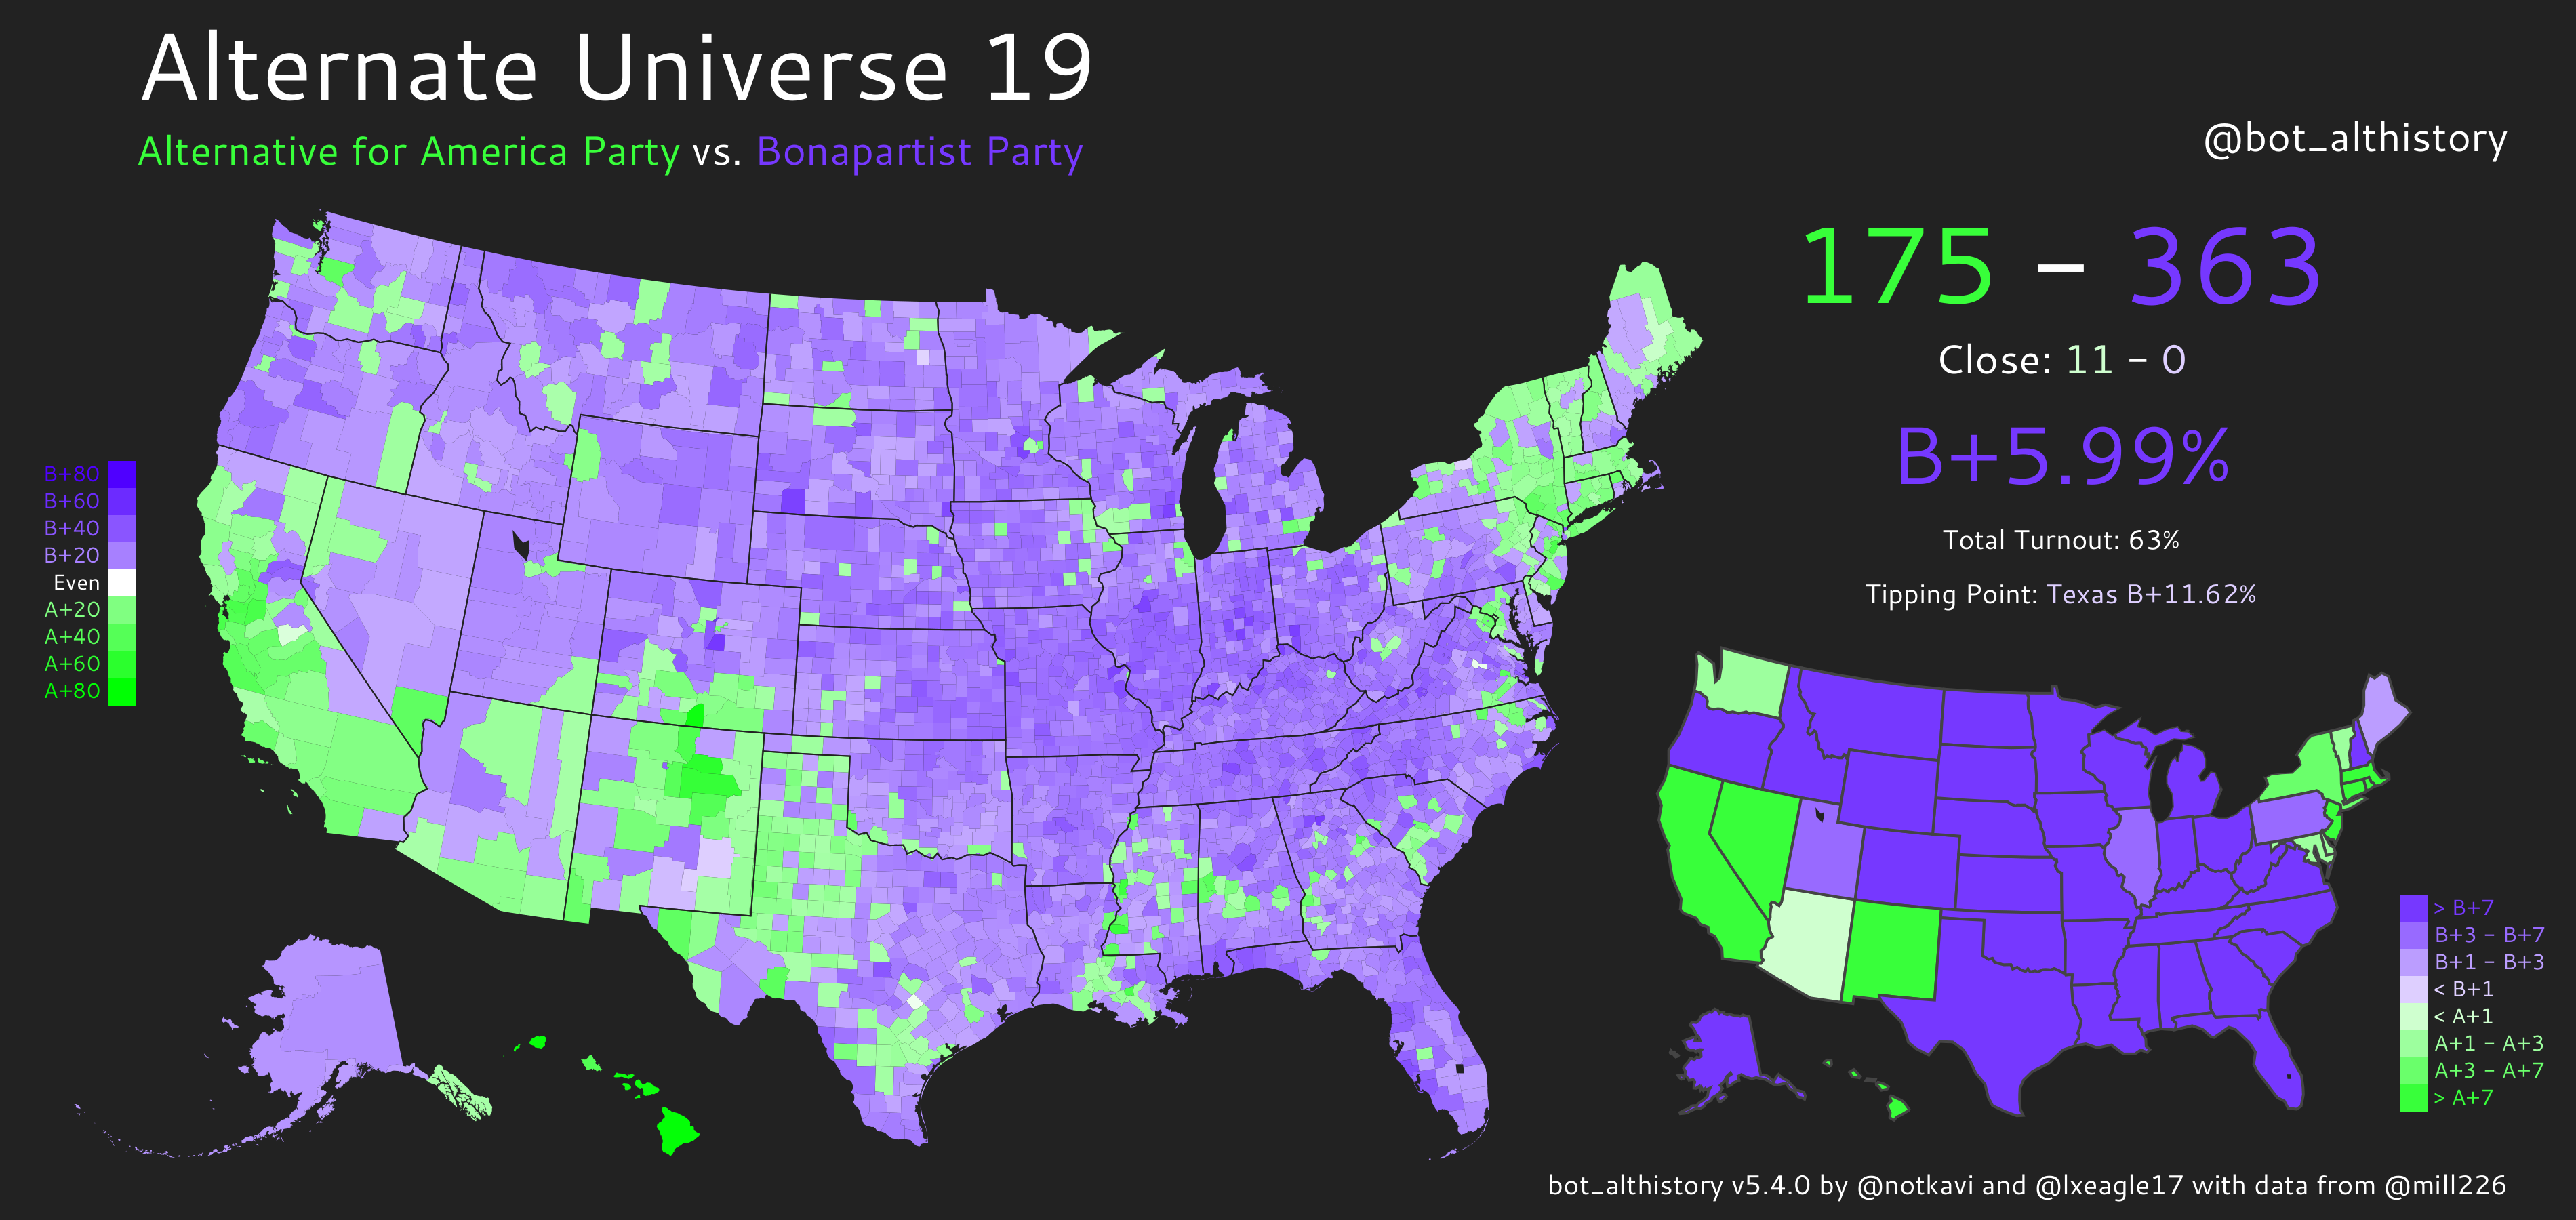 Alternate Universe 19
Alternative for America Party vs. Bonapartist Party
@bot_althistory
175 – 363
Close: 11 – 0
B+5.99%
Total Turnout: 63%
Tipping Point: Texas B+11.62%
B+80
B+60
B+40
B+20
Even
A+20
A+40
A+60
A+80
> B+7
B+3 – B+7
B+1 – B+3
< B+1
< A+1
A+1 – A+3
A+3 – A+7
> A+7
bot_althistory v5.4.0 by @notkavi and @lxeagle17 with data from @mill226